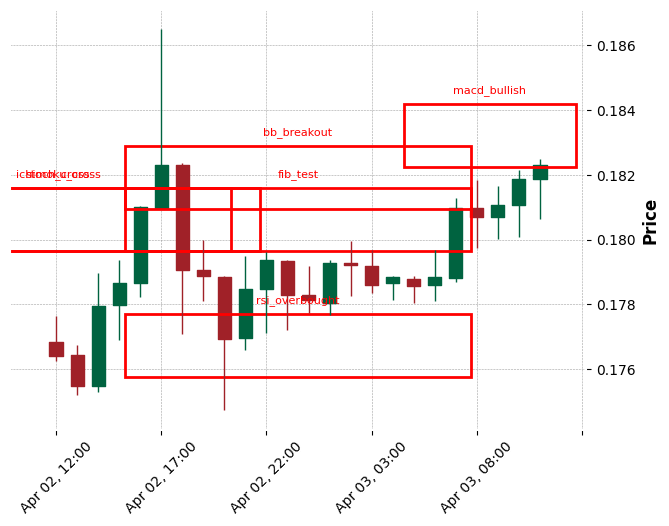 0.186
macd_bullish
0.184
bb_breakout
0.182
fib_test
Price
0.180
rsi_overbought
0.178
0.176
Apr 02, 12:00
Apr 02, 17:00
Apr 02, 22:00
Apr 03, 03:00
Apr 03, 08:00